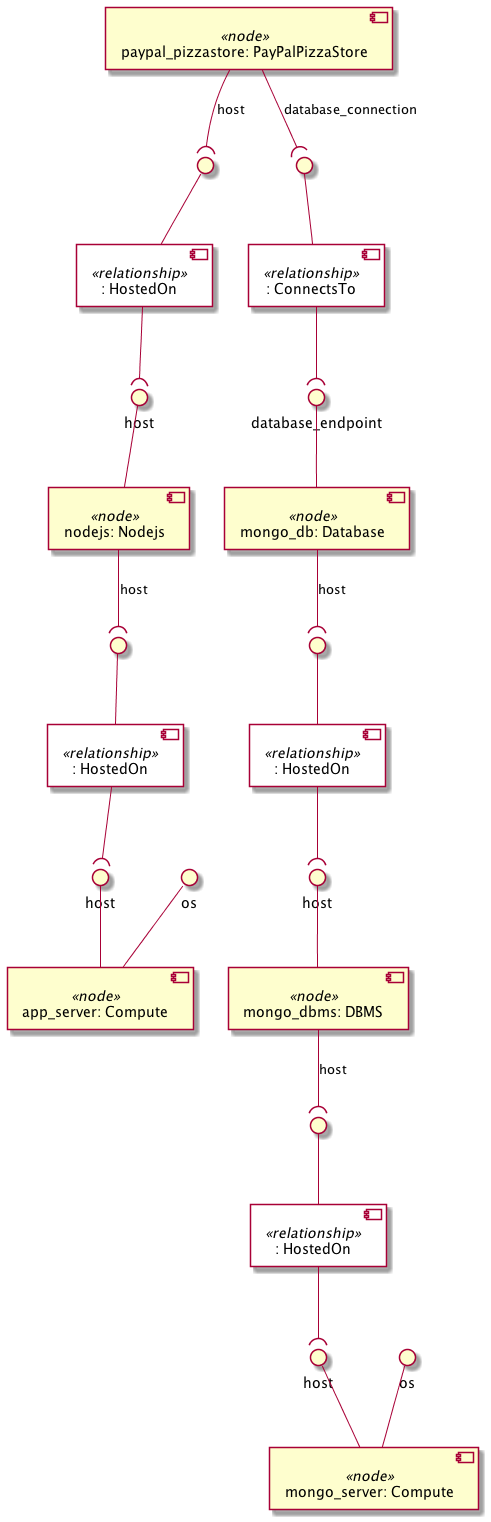 «node»
paypal_pizzastore: PayPalPizzaStore
host
database_connection
«relationship»
: HostedOn
«relationship»
: ConnectsTo
host
database_endpoint
«node»
nodejs: Nodejs
«node»
mongo_db: Database
host
host
«relationship»
: HostedOn
«relationship»
: HostedOn
host
os
host
«node»
app_server: Compute
«node»
mongo_dbms: DBMS
host
«relationship»
: HostedOn
host
os
«node»
mongo_server: Compute